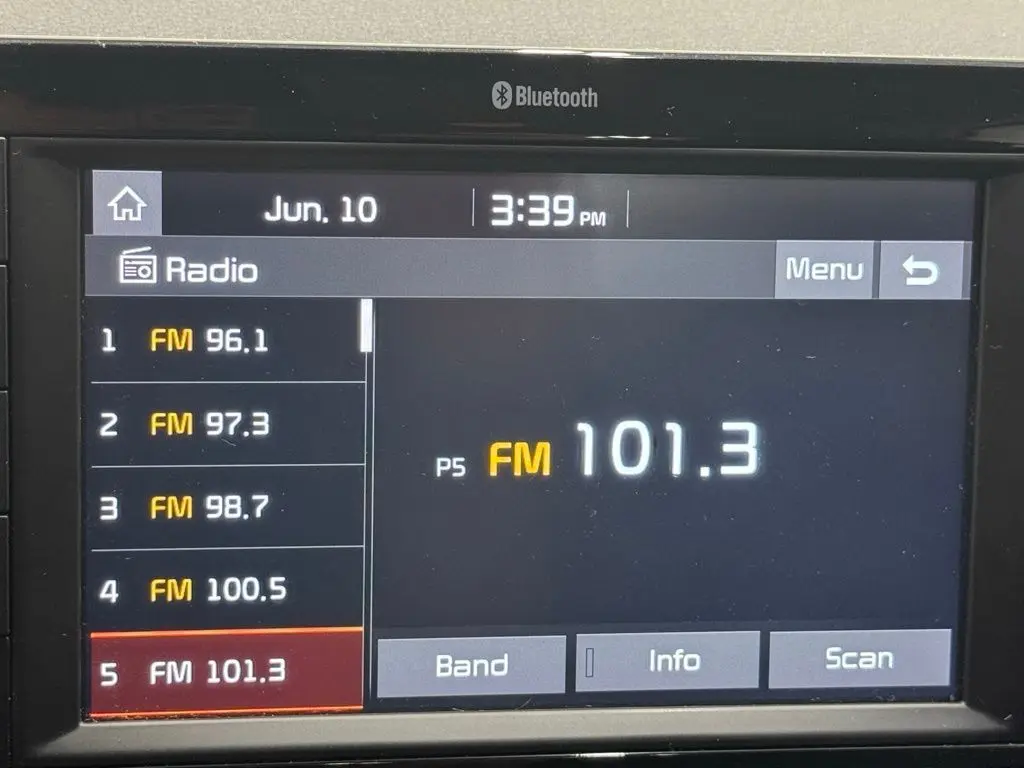 Bluetooth
Jun. 10 3:39 PM
Radio Menu
1 FM 96.1
2 FM 97.3
3 FM 98.7
4 FM 100.5
5 FM 101.3
P5 FM 101.3
Band Info Scan